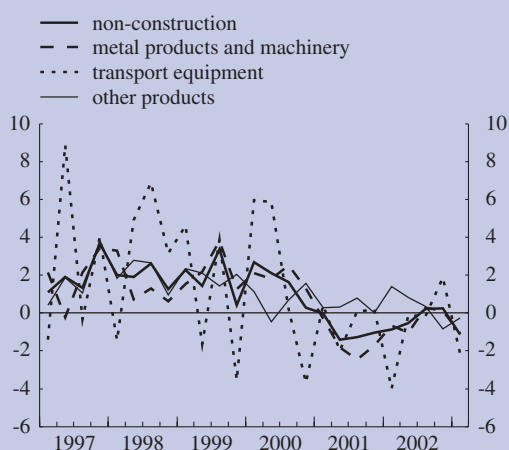 non-construction
metal products and machinery
transport equipment
other products
10 10
8 8
6 6
4 4
2 2
0 0
-2 -2
-4 -4
-6 -6
1997 1998 1999 2000 2001 2002